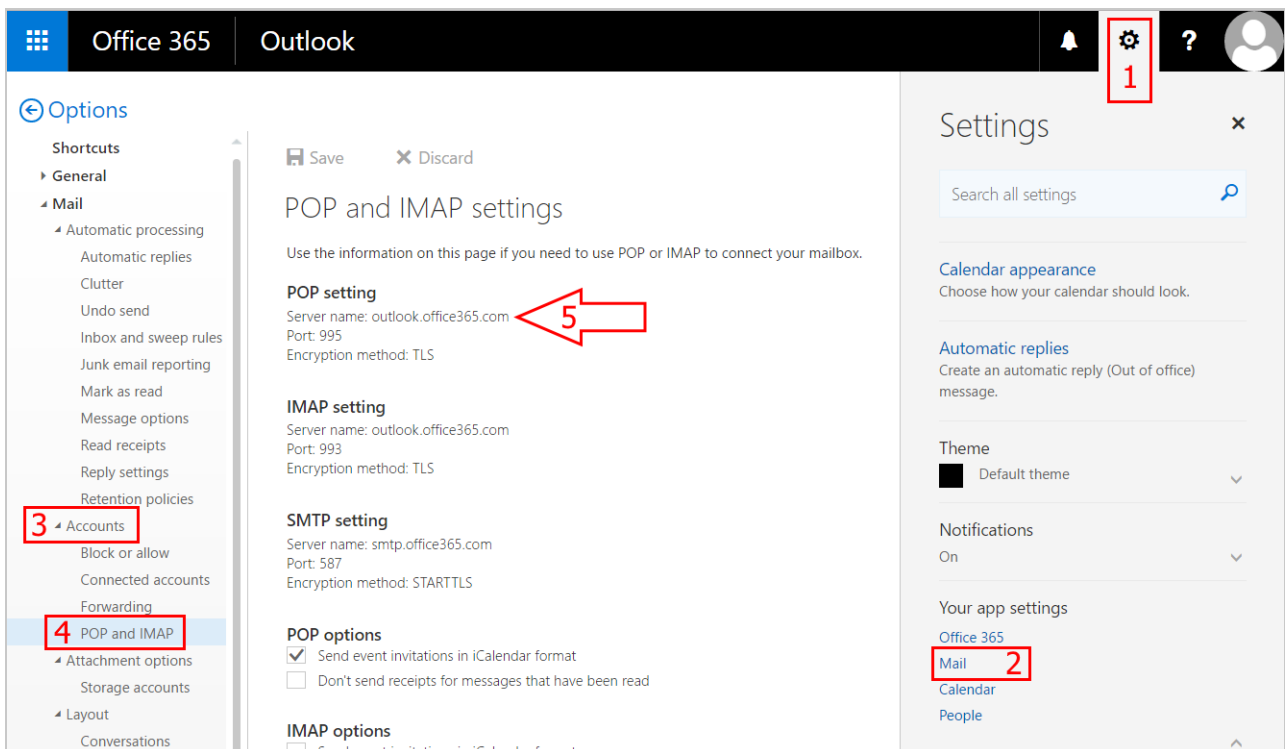 Office 365
Outlook
?
1
Options
Shortcuts
General
Mail
Automatic processing
Automatic replies
Clutter
Undo send
Inbox and sweep rules
Junk email reporting
Mark as read
Message options
Read receipts
Reply settings
Retention policies
3 Accounts
Block or allow
Connected accounts
Forwarding
4 POP and IMAP
Attachment options
Storage accounts
Layout
Conversations
Save
Discard
POP and IMAP settings
Use the information on this page if you need to use POP or IMAP to connect your mailbox.
POP setting
Server name: outlook.office365.com
5
Port: 995
Encryption method: TLS
IMAP setting
Server name: outlook.office365.com
Port: 993
Encryption method: TLS
SMTP setting
Server name: smtp.office365.com
Port: 587
Encryption method: STARTTLS
POP options
Send event invitations in iCalendar format
Don't send receipts for messages that have been read
IMAP options
Send event invitations in iCalendar format
Settings
Search all settings
Calendar appearance
Choose how your calendar should look.
Automatic replies
Create an automatic reply (Out of office)
message.
Theme
Default theme
Notifications
On
Your app settings
Office 365
Mail 2
Calendar
People